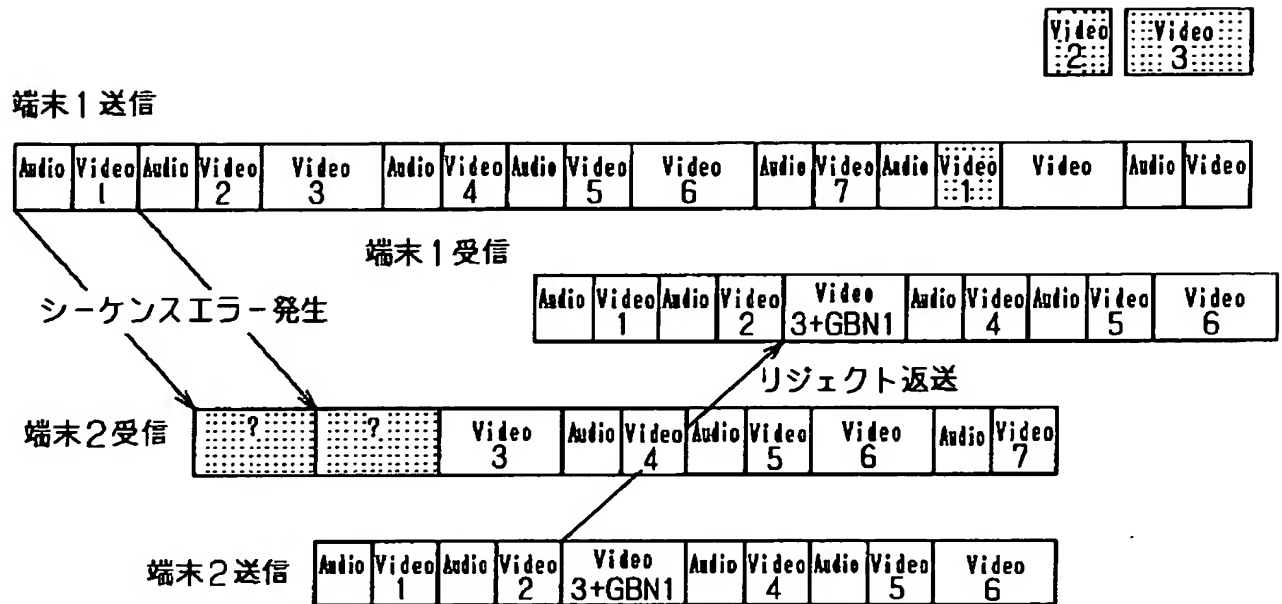 Video Video
2 3
端末1送信
Audio Video Audio Video Video Audio Video Audio Video Video Audio Video Audio Video Video Audio Video
1 2 3 4 5 6 7 1
端末1受信
シーケンスエラー発生
Audio Video Audio Video Video Audio Video Audio Video Video
1 2 3+GBN1 4 5 6
リジェクト返送
端末2受信
? ? Video Audio Video Audio Video Video Audio Video
3 4 5 6 7
端末2送信
Audio Video Audio Video Video Audio Video Audio Video Video
1 2 3+GBN1 4 5 6